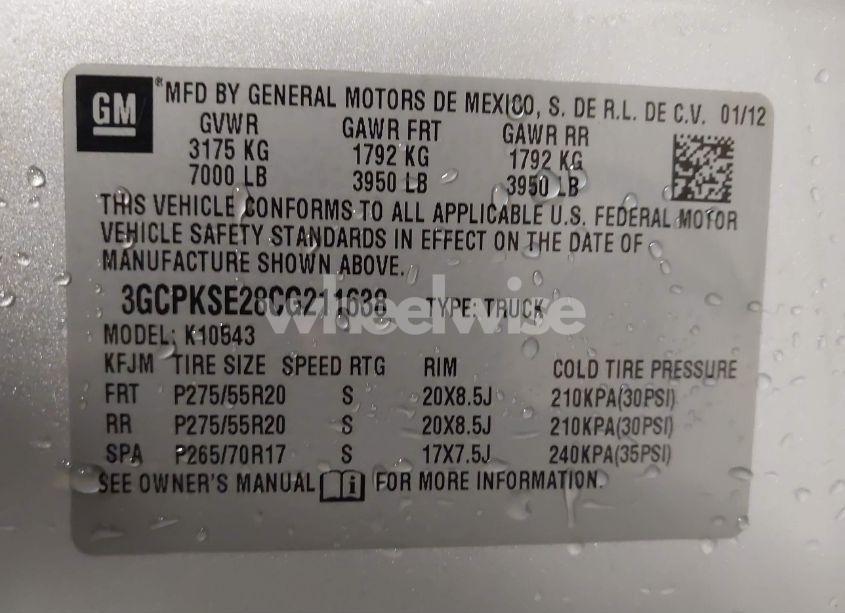 GM ® MFD BY GENERAL MOTORS DE MEXICO, S. DE R.L. DE C.V. 01/12
GVWR GAWR FRT GAWR RR
3175 KG 1792 KG 1792 KG
7000 LB 3950 LB 3950 LB
THIS VEHICLE CONFORMS TO ALL APPLICABLE U.S. FEDERAL MOTOR
VEHICLE SAFETY STANDARDS IN EFFECT ON THE DATE OF
MANUFACTURE SHOWN ABOVE.
3GCPKSE28CG211638 TYPE: TRUCK
wheelwise
MODEL: K10543
KFJM TIRE SIZE SPEED RTG RIM COLD TIRE PRESSURE
FRT P275/55R20 S 20X8.5J 210KPA(30PSI)
RR P275/55R20 S 20X8.5J 210KPA(30PSI)
SPA P265/70R17 S 17X7.5J 240KPA(35PSI)
SEE OWNER'S MANUAL i FOR MORE INFORMATION.